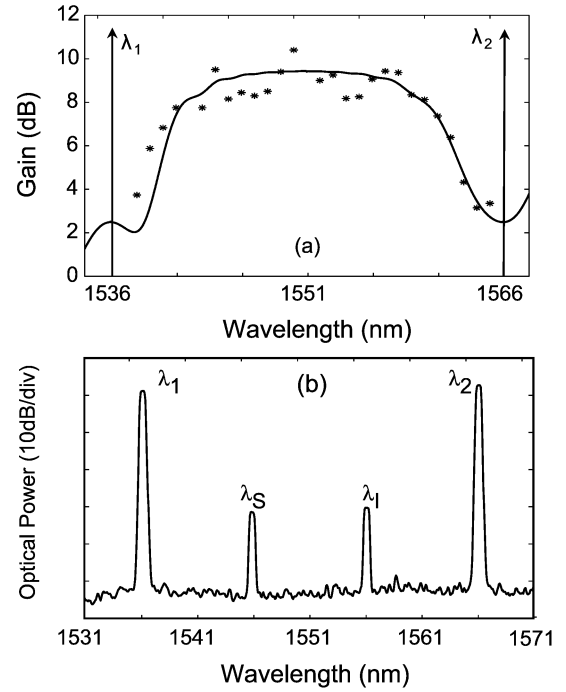 12
10
8
6
4
2
0
Gain (dB)
λ1
λ2
(a)
1536
1551
1566
Wavelength (nm)
Optical Power (10dB/div)
λ1
(b)
λ2
λS
λI
1531
1541
1551
1561
1571
Wavelength (nm)